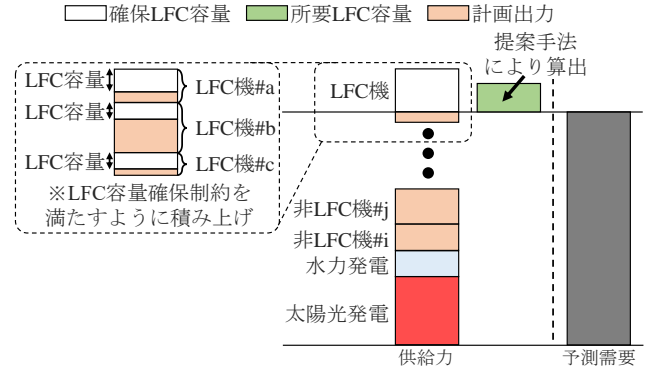 確保LFC容量 所要LFC容量 計画出力
提案手法
により算出
LFC容量 LFC機#a
LFC容量 LFC機#b
LFC容量 LFC機#c
※LFC容量確保制約を
満たすように積み上げ
LFC機
非LFC機#j
非LFC機#i
水力発電
太陽光発電
供給力 予測需要